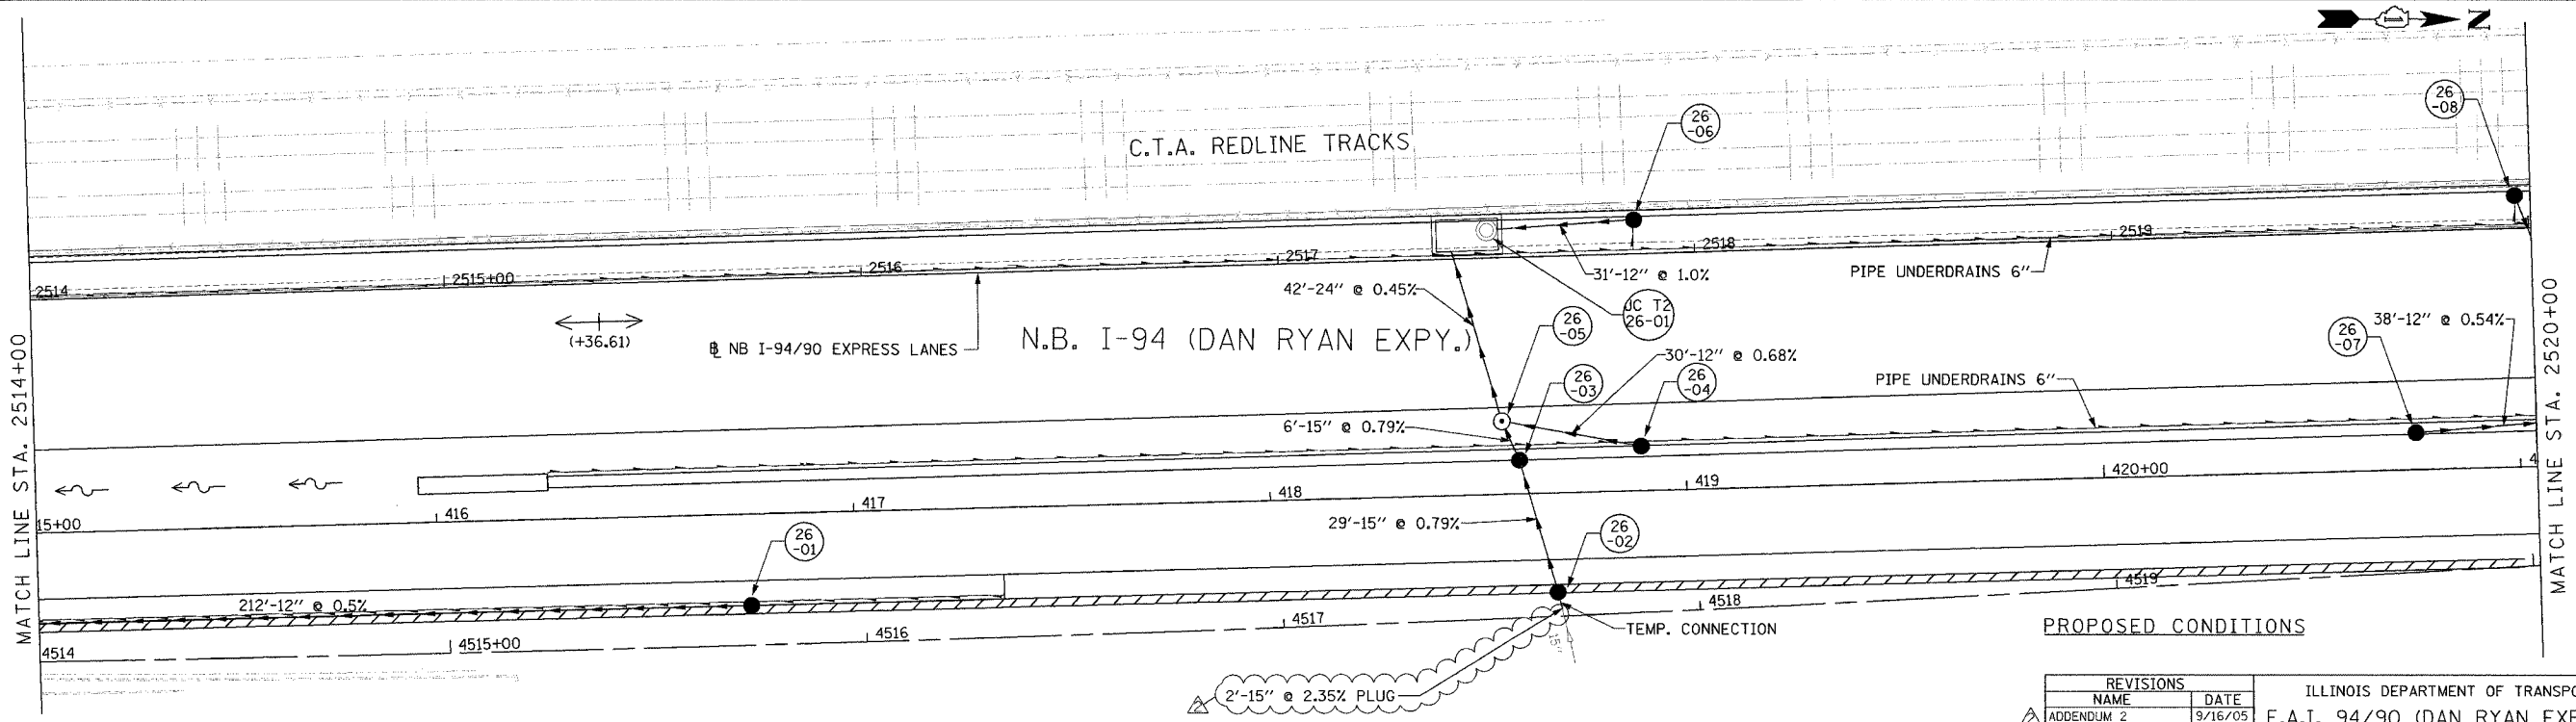 N
C.T.A. REDLINE TRACKS
26
-06
26
-08
2514
2515+00
2516
2517
2518
2519
31'-12" @ 1.0%
PIPE UNDERDRAINS 6"
42'-24" @ 0.45%
JC T2
26-01
(+36.61)
℄ NB I-94/90 EXPRESS LANES
N.B. I-94 (DAN RYAN EXPY.)
26
-05
30'-12" @ 0.68%
26
-07
38'-12" @ 0.54%
26
-03
26
-04
PIPE UNDERDRAINS 6"
6'-15" @ 0.79%
MATCH LINE STA. 2514+00
MATCH LINE STA. 2520+00
15+00
416
417
418
419
420+00
4
29'-15" @ 0.79%
26
-01
26
-02
212'-12" @ 0.5%
4514
4515+00
4516
4517
4518
4519
TEMP. CONNECTION
15"
PROPOSED CONDITIONS
2
2'-15" @ 2.35% PLUG
REVISIONS
NAME DATE
2 ADDENDUM 2 9/16/05
ILLINOIS DEPARTMENT OF TRANSPO
F.A.I. 94/90 (DAN RYAN EXP